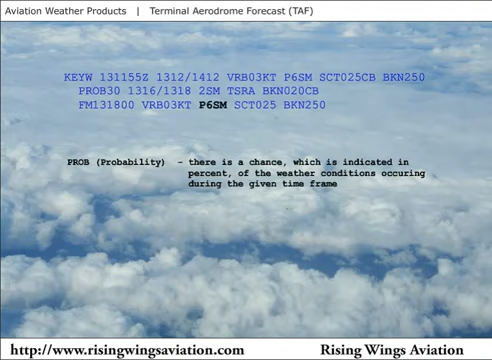 Aviation Weather Products | Terminal Aerodrome Forecast (TAF)
KEYW 131155Z 1312/1412 VRB03KT P6SM SCT025CB BKN250
PROB30 1316/1318 2SM TSRA BKN020CB
FM131800 VRB03KT P6SM SCT025 BKN250
PROB (Probability) - there is a chance, which is indicated in
percent, of the weather conditions occuring
during the given time frame
http://www.risingwingsaviation.com Rising Wings Aviation